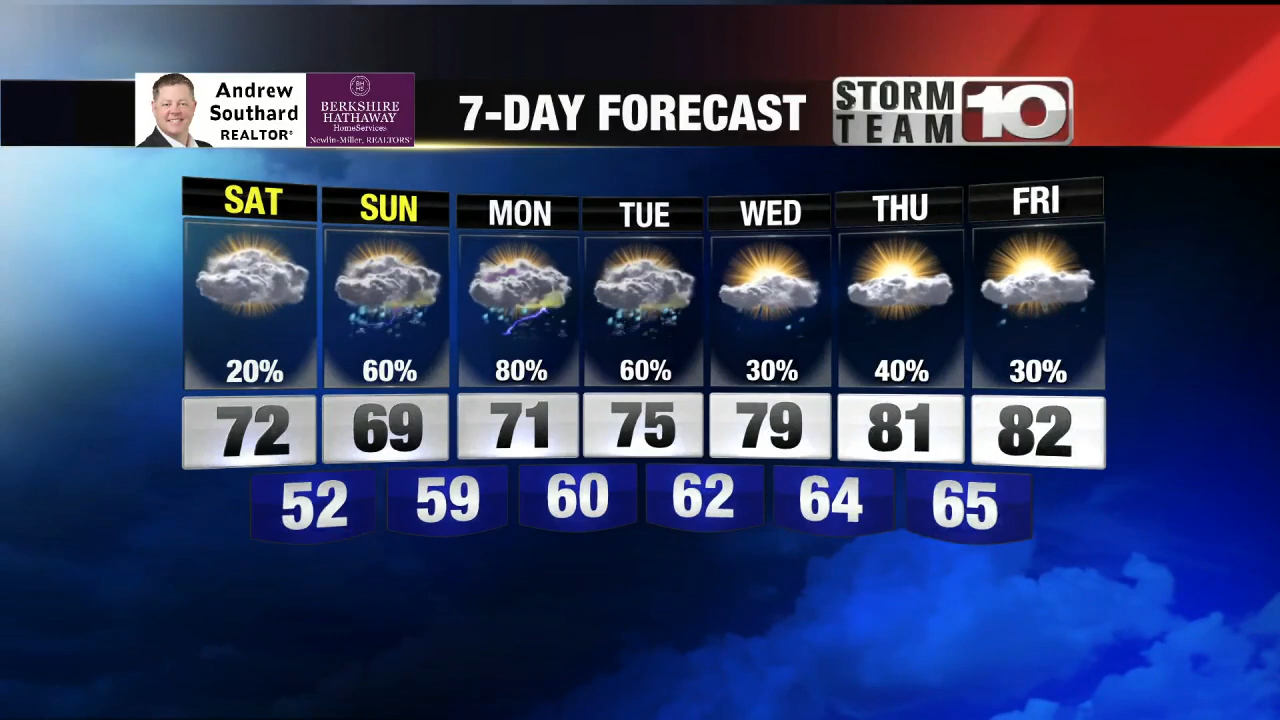 Andrew
Southard
REALTOR®
BH
HS
BERKSHIRE
HATHAWAY
HomeServices
Newlin-Miller, REALTORS®
7-DAY FORECAST
STORM
TEAM
10
SAT SUN MON TUE WED THU FRI
20% 60% 80% 60% 30% 40% 30%
72 69 71 75 79 81 82
52 59 60 62 64 65